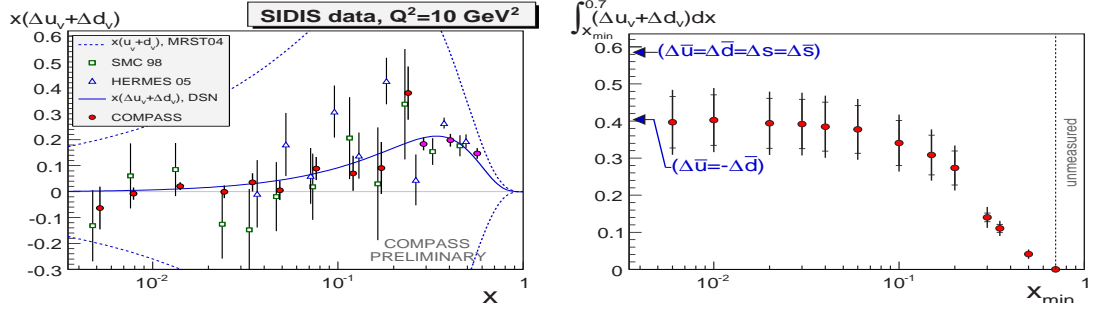 x(Δu_v+Δd_v)
SIDIS data, Q²=10 GeV²
0.6
0.5
0.4
0.3
0.2
0.1
0
-0.1
-0.2
-0.3
x(u_v+d_v), MRST04
SMC 98
HERMES 05
x(Δu_v+Δd_v), DSN
COMPASS
COMPASS
PRELIMINARY
10⁻²
10⁻¹
1
x
∫_{x_min}^{0.7}(Δu_v+Δd_v)dx
0.6
0.5
0.4
0.3
0.2
0.1
0
(Δū=Δd̄=Δs=Δs̄)
(Δū=-Δd̄)
unmeasured
10⁻²
10⁻¹
1
x_min